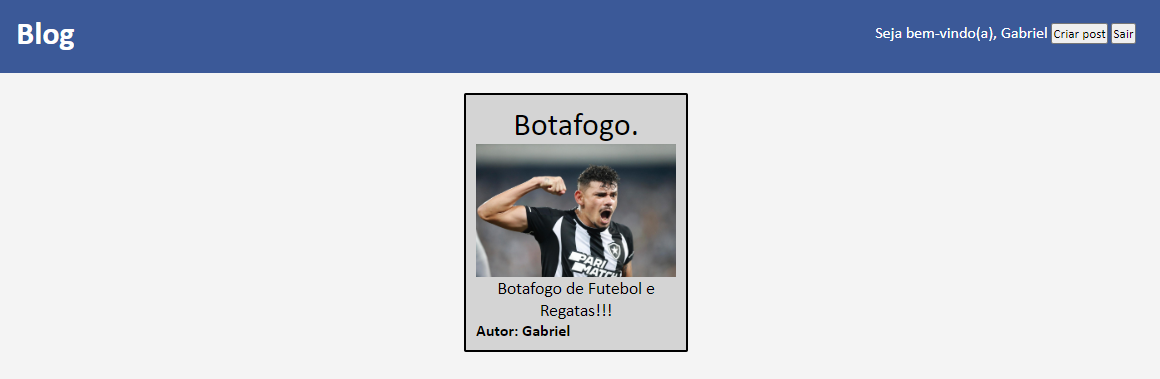 Blog
Seja bem-vindo(a), Gabriel Criar post Sair
Botafogo.
PARI
MATCH
Botafogo de Futebol e
Regatas!!!
Autor: Gabriel